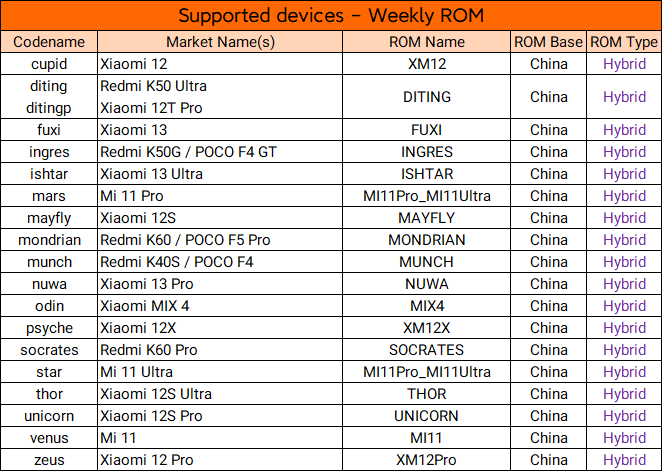 Supported devices - Weekly ROM
Codename Market Name(s) ROM Name ROM Base ROM Type
cupid Xiaomi 12 XM12 China Hybrid
diting Redmi K50 Ultra
ditingp Xiaomi 12T Pro DITING China Hybrid
fuxi Xiaomi 13 FUXI China Hybrid
ingres Redmi K50G / POCO F4 GT INGRES China Hybrid
ishtar Xiaomi 13 Ultra ISHTAR China Hybrid
mars Mi 11 Pro MI11Pro_MI11Ultra China Hybrid
mayfly Xiaomi 12S MAYFLY China Hybrid
mondrian Redmi K60 / POCO F5 Pro MONDRIAN China Hybrid
munch Redmi K40S / POCO F4 MUNCH China Hybrid
nuwa Xiaomi 13 Pro NUWA China Hybrid
odin Xiaomi MIX 4 MIX4 China Hybrid
psyche Xiaomi 12X XM12X China Hybrid
socrates Redmi K60 Pro SOCRATES China Hybrid
star Mi 11 Ultra MI11Pro_MI11Ultra China Hybrid
thor Xiaomi 12S Ultra THOR China Hybrid
unicorn Xiaomi 12S Pro UNICORN China Hybrid
venus Mi 11 MI11 China Hybrid
zeus Xiaomi 12 Pro XM12Pro China Hybrid